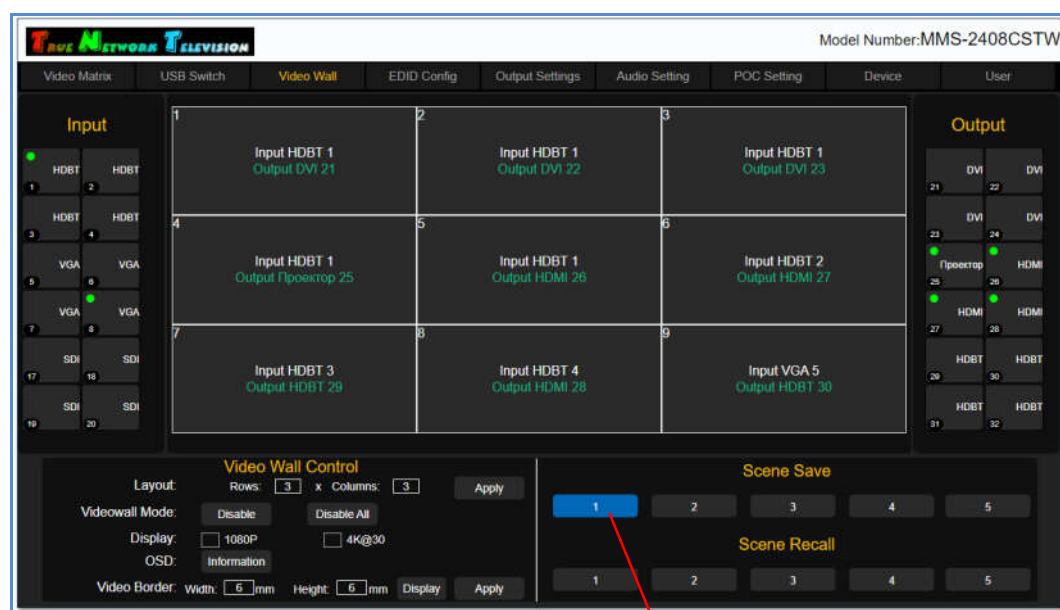 True Network Television
Model Number:MMS-2408CSTW
Video Matrix USB Switch Video Wall EDID Config Output Settings Audio Setting POC Setting Device User
Input
HDBT HDBT
1 2
HDBT HDBT
3 4
VGA VGA
5 6
VGA VGA
7 8
SDI SDI
17 18
SDI SDI
19 20
1 2 3
Input HDBT 1 Input HDBT 1 Input HDBT 1
Output DVI 21 Output DVI 22 Output DVI 23
4 5 6
Input HDBT 1 Input HDBT 1 Input HDBT 2
Output Проектор 25 Output HDMI 26 Output HDMI 27
7 8 9
Input HDBT 3 Input HDBT 4 Input VGA 5
Output HDBT 29 Output HDMI 28 Output HDBT 30
Output
DVI DVI
21 22
DVI DVI
23 24
Проектор HDMI
25 26
HDMI HDMI
27 28
HDBT HDBT
29 30
HDBT HDBT
31 32
Video Wall Control
Layout: Rows: 3 x Columns: 3 Apply
Videowall Mode: Disable Disable All
Display: 1080P 4K@30
OSD: Information
Video Border: Width: 6 mm Height: 6 mm Display Apply
Scene Save
1 2 3 4 5
Scene Recall
1 2 3 4 5